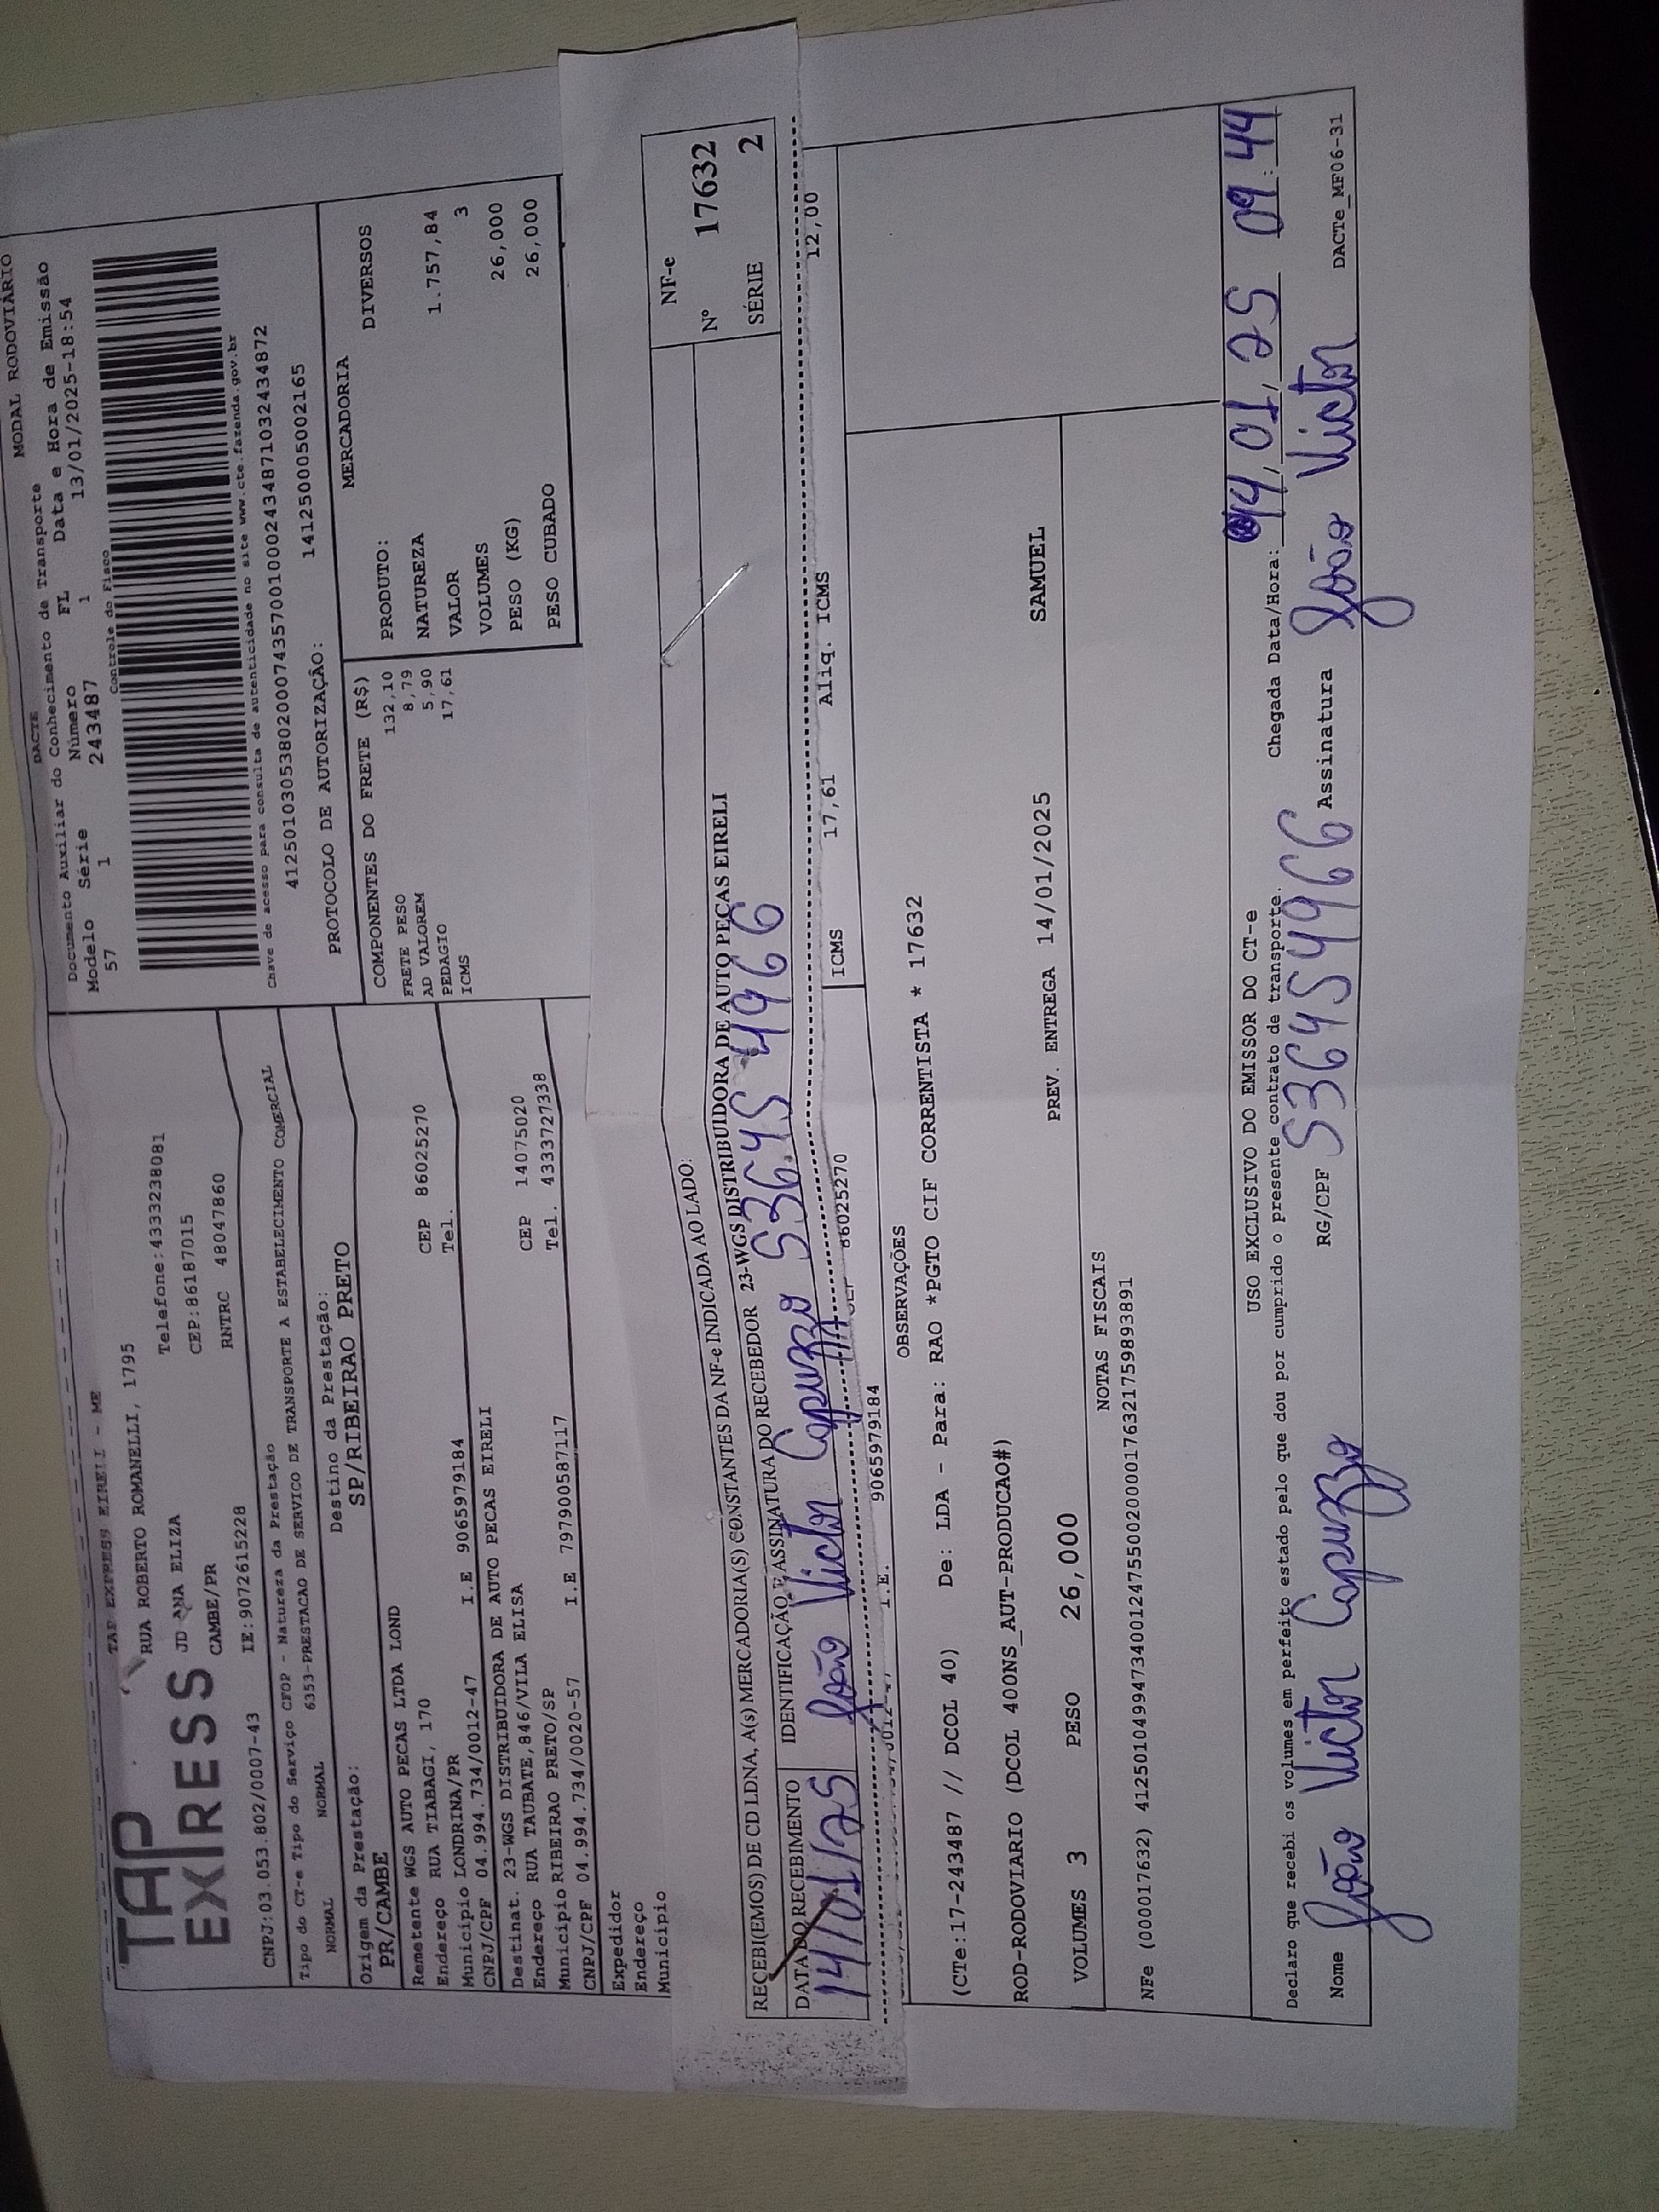 TAP EXPRESS EIRELI - ME
TAP
EXPRESS
RUA ROBERTO ROMANELLI, 1795
JD ANA ELIZA
Telefone:4333238081
CAMBE/PR
CEP:86187015
CNPJ:03.053.802/0007-43
IE:9072615228
RNTRC 48047860
MODAL RODOVIÁRIO
DACTE
Documento Auxiliar do Conhecimento de Transporte
Modelo Série Número FL Data e Hora de Emissão
57 1 243487 1 13/01/2025-18:54
Controle do Fisco
Chave de acesso para consulta de autenticidade no site www.cte.fazenda.gov.br
41250103053802000743570010002434871032434872
PROTOCOLO DE AUTORIZAÇÃO: 141250005002165
Tipo do CT-e Tipo do Serviço CFOP - Natureza da Prestação
NORMAL NORMAL 6353-PRESTACAO DE SERVICO DE TRANSPORTE A ESTABELECIMENTO COMERCIAL
Origem da Prestação: Destino da Prestação:
PR/CAMBE SP/RIBEIRAO PRETO
Remetente WGS AUTO PECAS LTDA LOND
Endereço RUA TIABAGI, 170
Município LONDRINA/PR CEP 86025270
CNPJ/CPF 04.994.734/0012-47 I.E 9065979184 Tel.
Destinat. 23-WGS DISTRIBUIDORA DE AUTO PECAS EIRELI
Endereço RUA TAUBATE,846/VILA ELISA
Município RIBEIRAO PRETO/SP CEP 14075020
CNPJ/CPF 04.994.734/0020-57 I.E 797900587117 Tel. 4333727338
Expedidor
Endereço
Município
COMPONENTES DO FRETE (R$)
FRETE PESO 132,10
AD VALOREM 8,79
PEDAGIO 5,90
ICMS 17,61
MERCADORIA
PRODUTO: DIVERSOS
NATUREZA
VALOR 1.757,84
VOLUMES 3
PESO (KG) 26,000
PESO CUBADO 26,000
RECEBI(EMOS) DE CD LDNA, A(s) MERCADORIA(S) CONSTANTES DA NF-e INDICADA AO LADO:
DATA DO RECEBIMENTO IDENTIFICAÇÃO E ASSINATURA DO RECEBEDOR 23-WGS DISTRIBUIDORA DE AUTO PEÇAS EIRELI
14/01/25 João Victor Capuzzo 53645 4966
NF-e
Nº 17632
SÉRIE 2
I.E. 9065979184 CEP 86025270
ICMS 17,61 Aliq. ICMS 12,00
OBSERVAÇÕES
(CTe:17-243487 // DCOL 40) De: LDA - Para: RAO *PGTO CIF CORRENTISTA * 17632
ROD-RODOVIARIO (DCOL 400NS_AUT-PRODUCAO#)
VOLUMES 3 PESO 26,000 PREV. ENTREGA 14/01/2025 SAMUEL
NOTAS FISCAIS
NFe (000017632) 41250104994734001247550020000176321759893891
USO EXCLUSIVO DO EMISSOR DO CT-e
Declaro que recebi os volumes em perfeito estado pelo que dou por cumprido o presente contrato de transporte. Chegada Data/Hora: 14,01,25 09:44
Nome João Victor Capuzzo RG/CPF 536454966 Assinatura João Victor
DACTe_MF06-31